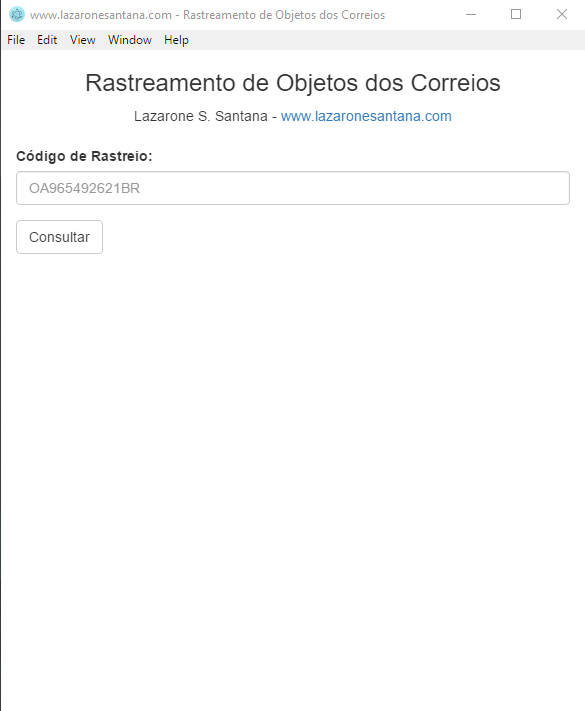 www.lazaronesantana.com - Rastreamento de Objetos dos Correios
File Edit View Window Help
Rastreamento de Objetos dos Correios
Lazarone S. Santana - www.lazaronesantana.com
Código de Rastreio:
OA965492621BR
Consultar